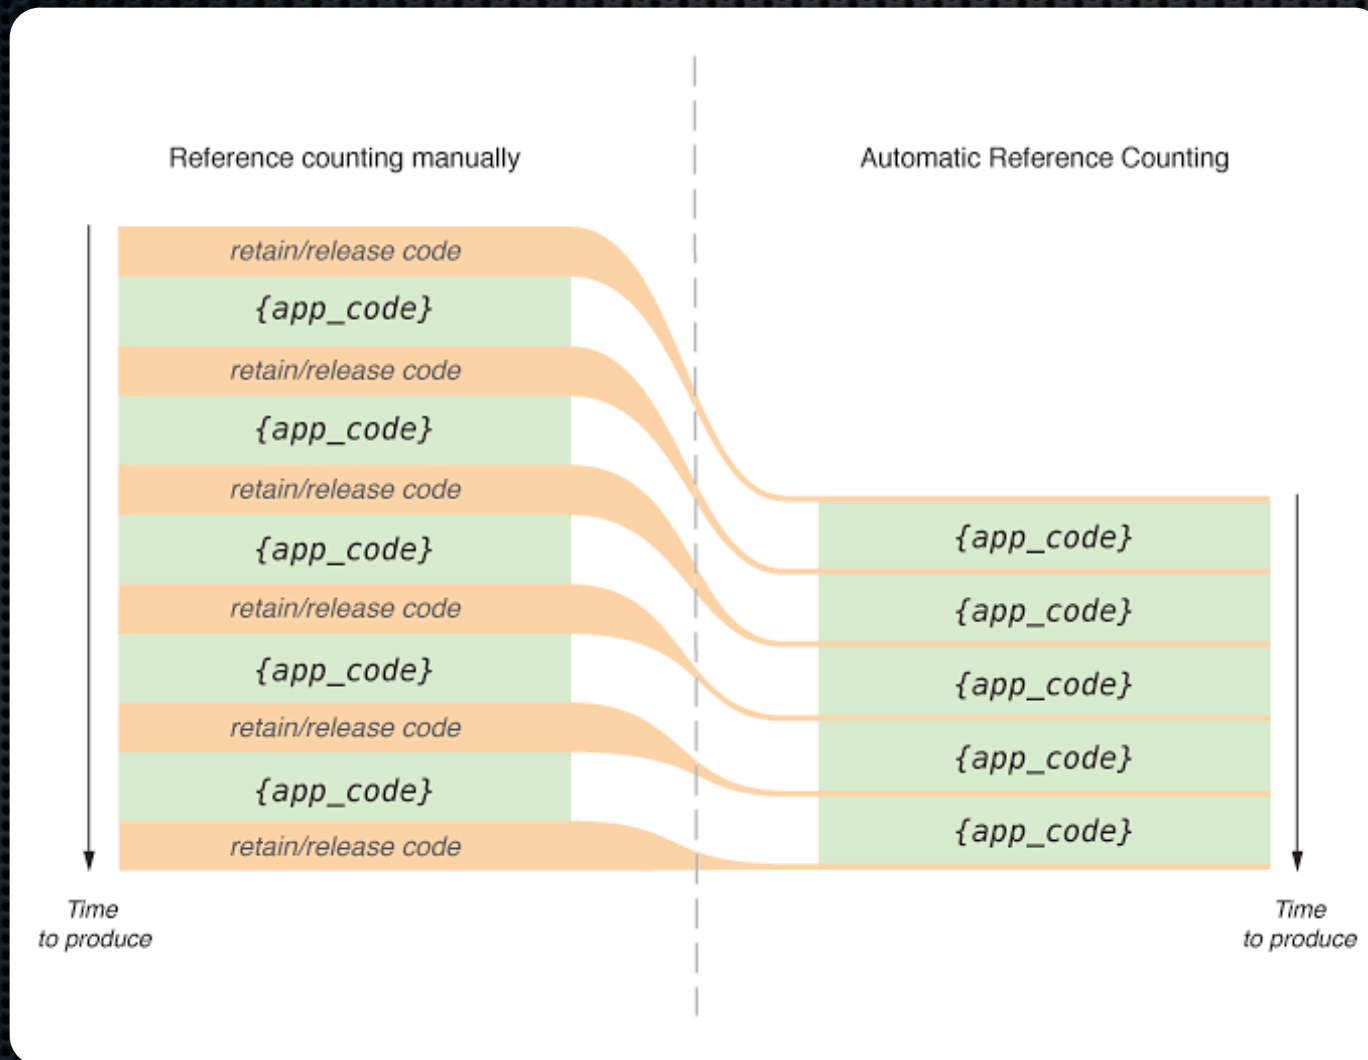 Reference counting manually
Automatic Reference Counting
retain/release code
{app_code}
retain/release code
{app_code}
retain/release code
{app_code}
retain/release code
{app_code}
retain/release code
{app_code}
retain/release code
Time
to produce
{app_code}
{app_code}
{app_code}
{app_code}
{app_code}
Time
to produce